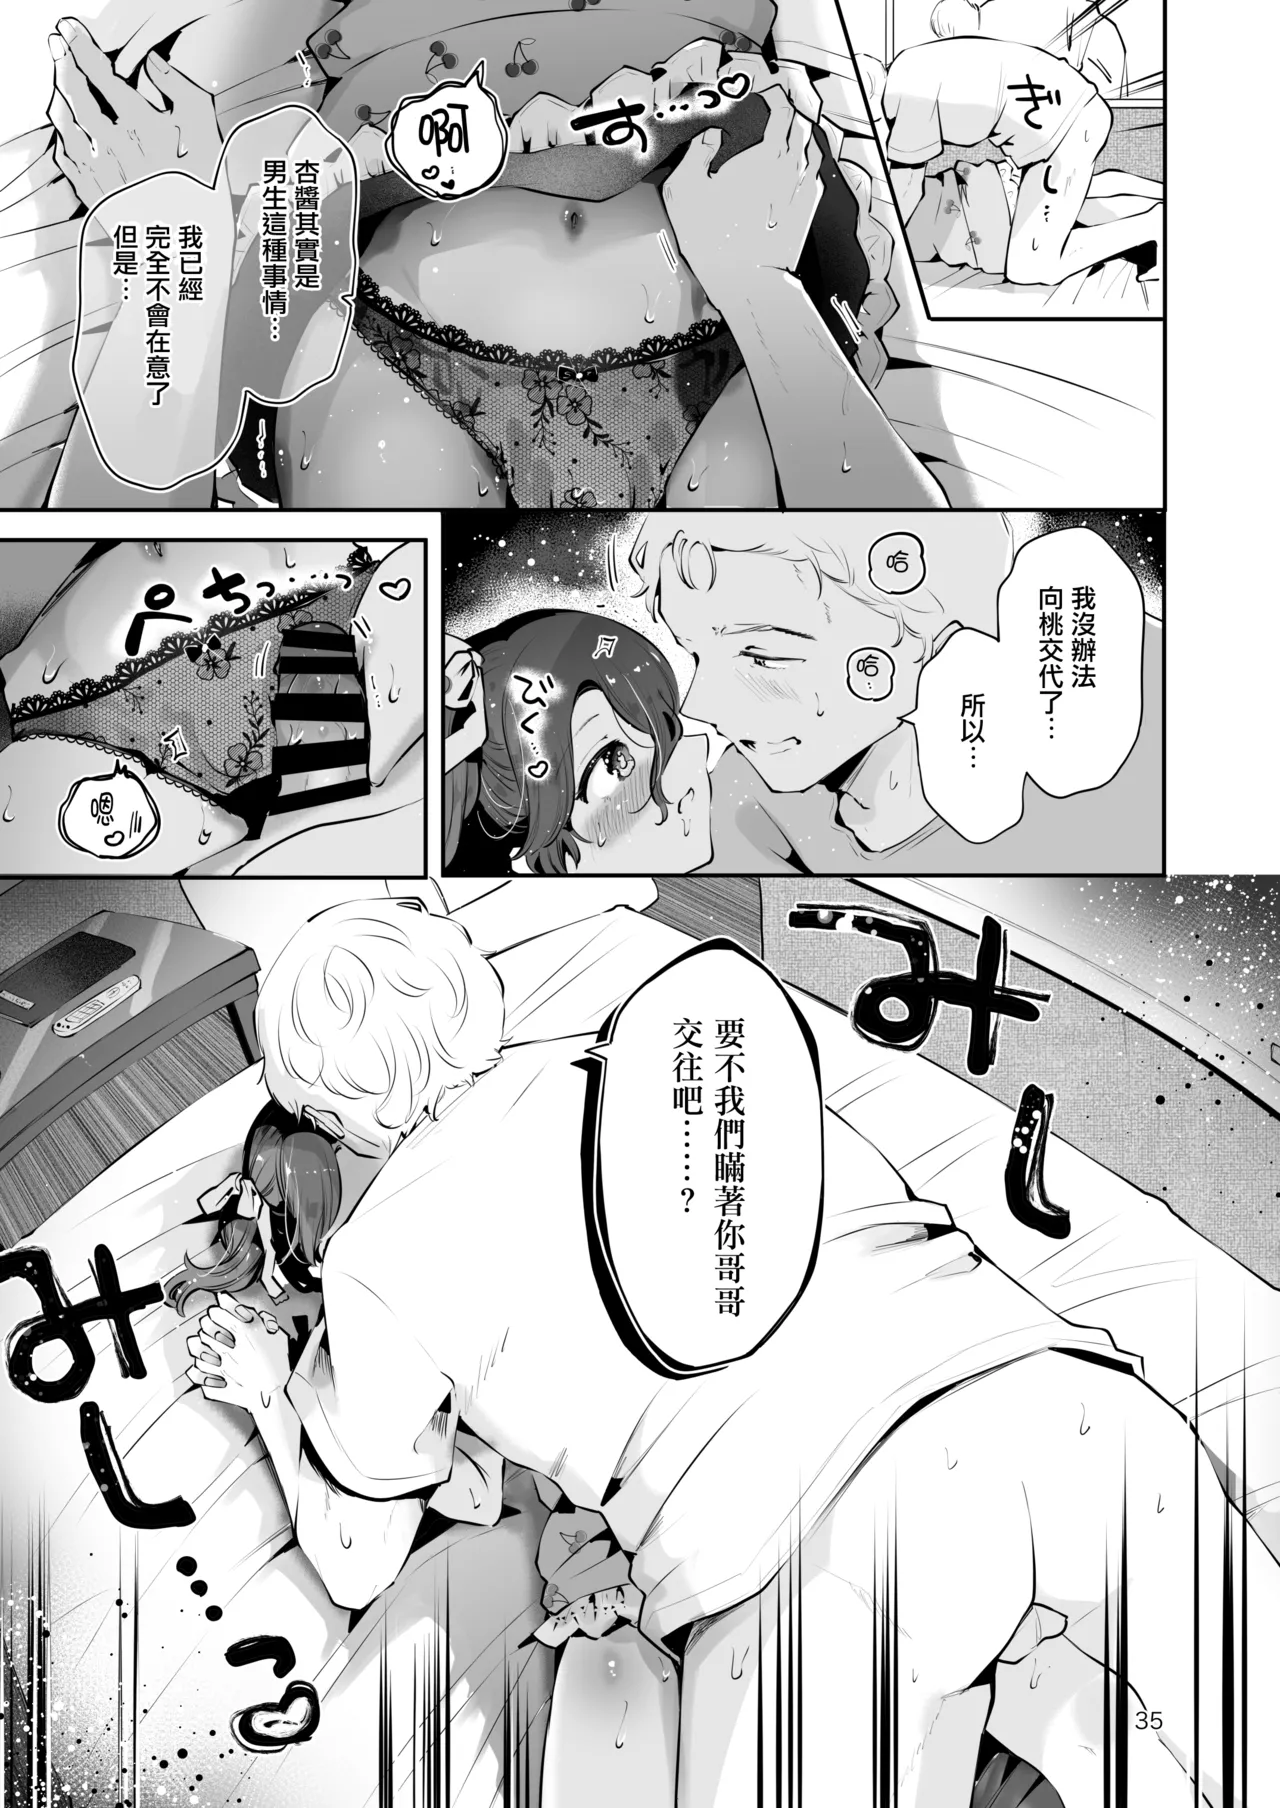 ぎ
し…
す…っ♡
啊
杏醬其實是
男生這種事情…
我已經
完全不會在意了
但是…
哈
哈…
我沒辦法
向桃交代了…
所以…
びく…♡
ぺちっ…
嗯
みし
要不我們瞞著你哥哥
交往吧……？
みし…っ♡
35